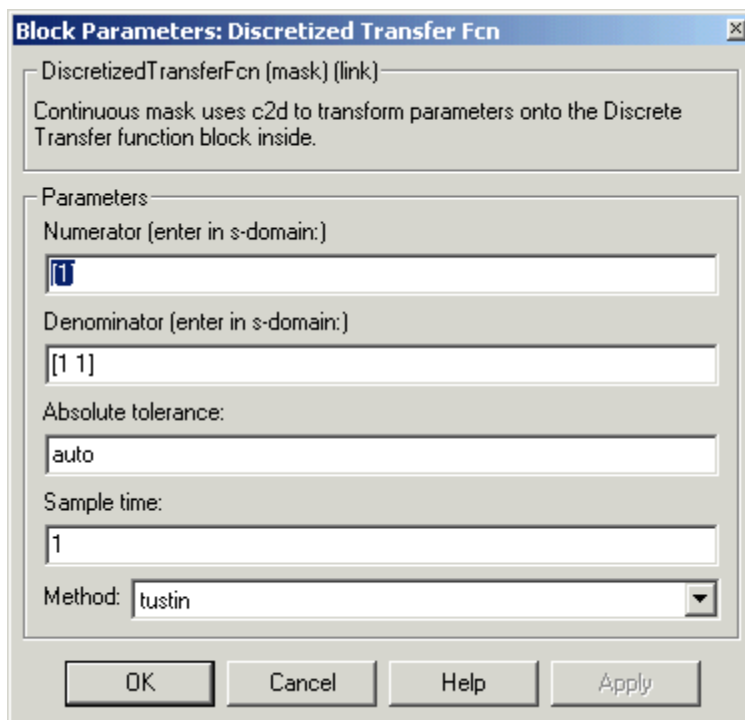 Block Parameters: Discretized Transfer Fcn
DiscretizedTransferFcn (mask) (link)
Continuous mask uses c2d to transform parameters onto the Discrete
Transfer function block inside.
Parameters
Numerator (enter in s-domain:)
[1]
Denominator (enter in s-domain:)
[1 1]
Absolute tolerance:
auto
Sample time:
1
Method: tustin
OK Cancel Help Apply